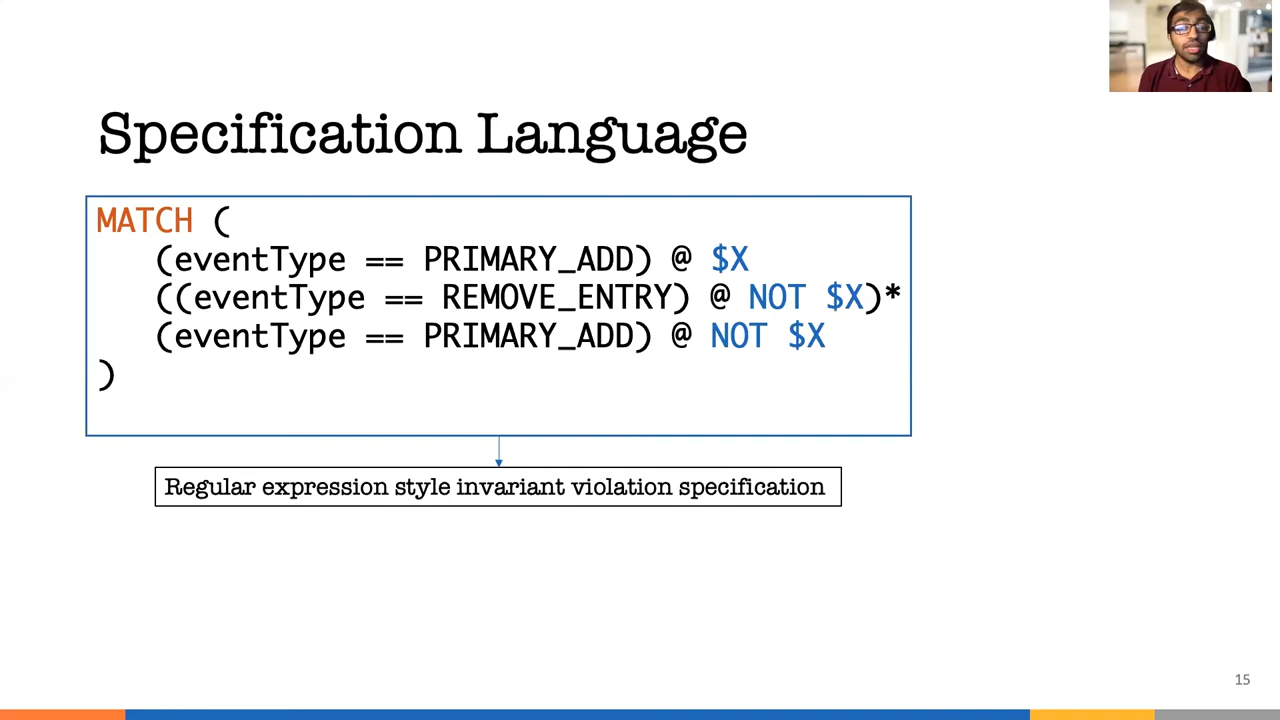 Specification Language
MATCH (
(eventType == PRIMARY_ADD) @ $X
((eventType == REMOVE_ENTRY) @ NOT $X)*
(eventType == PRIMARY_ADD) @ NOT $X
)
Regular expression style invariant violation specification
15